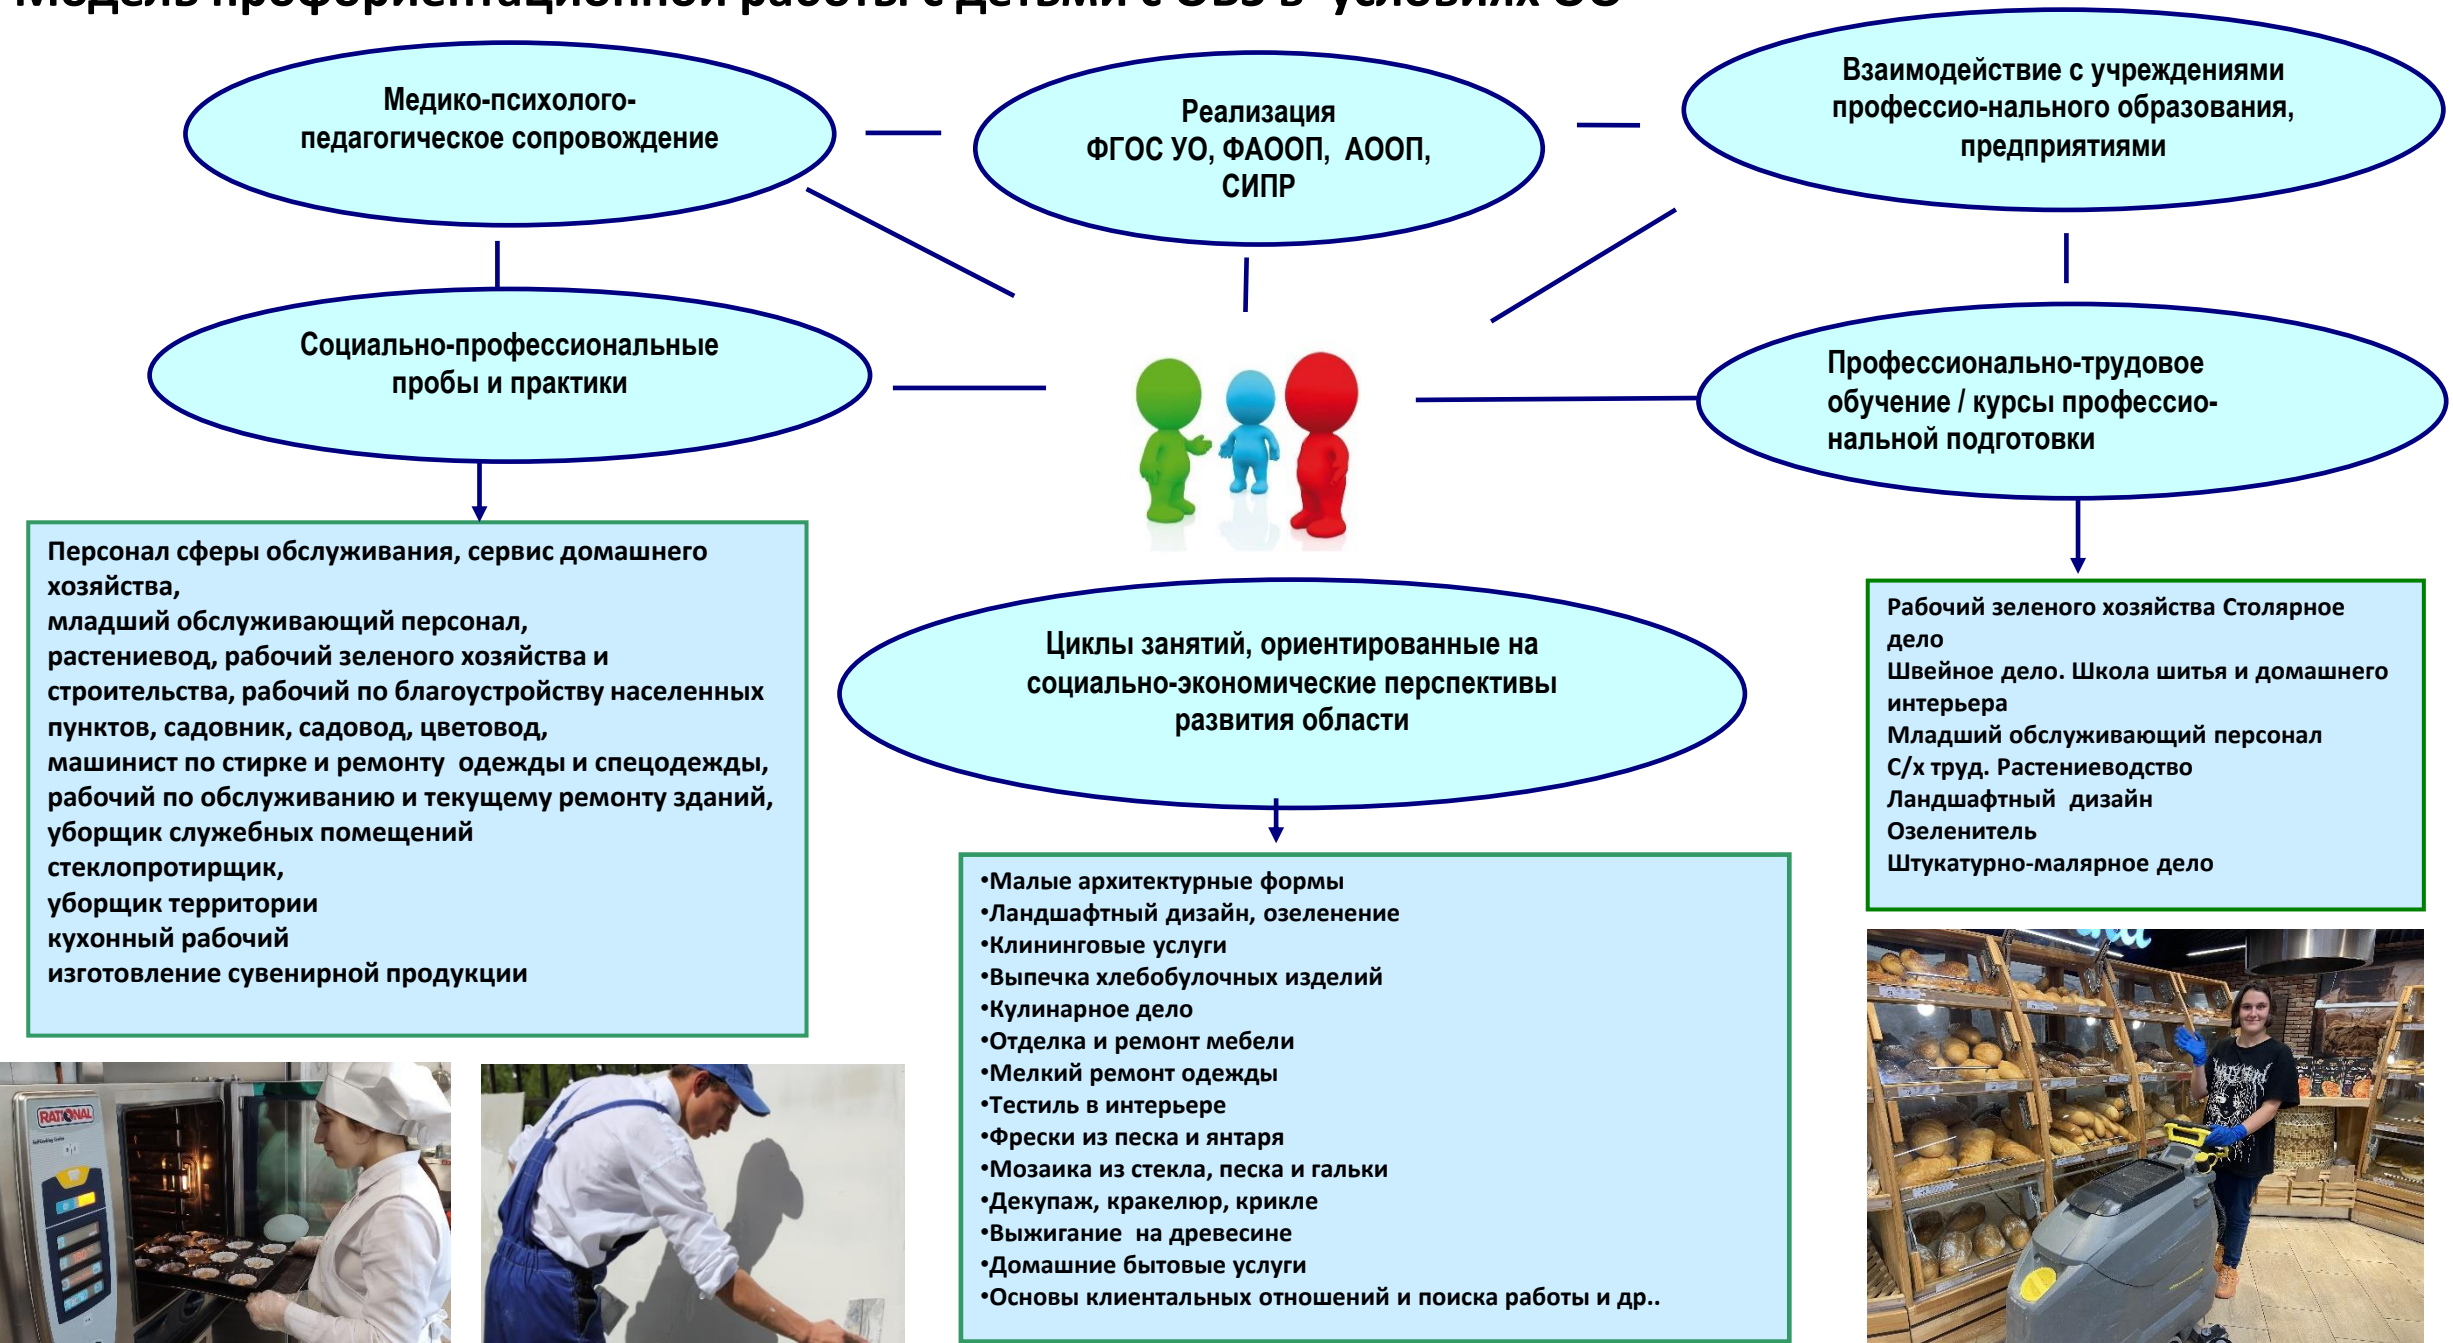 Модель профориентационной работы с детьми с ОВЗ в условиях ОО
Медико-психолого-
педагогическое сопровождение
Реализация
ФГОС УО, ФАООП, АООП,
СИПР
Взаимодействие с учреждениями
профессио-нального образования,
предприятиями
Социально-профессиональные
пробы и практики
Профессионально-трудовое
обучение / курсы профессио-
нальной подготовки
Персонал сферы обслуживания, сервис домашнего
хозяйства,
младший обслуживающий персонал,
растениевод, рабочий зеленого хозяйства и
строительства, рабочий по благоустройству населенных
пунктов, садовник, садовод, цветовод,
машинист по стирке и ремонту одежды и спецодежды,
рабочий по обслуживанию и текущему ремонту зданий,
уборщик служебных помещений
стеклопротирщик,
уборщик территории
кухонный рабочий
изготовление сувенирной продукции
Циклы занятий, ориентированные на
социально-экономические перспективы
развития области
•Малые архитектурные формы
•Ландшафтный дизайн, озеленение
•Клининговые услуги
•Выпечка хлебобулочных изделий
•Кулинарное дело
•Отделка и ремонт мебели
•Мелкий ремонт одежды
•Тестиль в интерьере
•Фрески из песка и янтаря
•Мозаика из стекла, песка и гальки
•Декупаж, кракелюр, крикле
•Выжигание на древесине
•Домашние бытовые услуги
•Основы клиентальных отношений и поиска работы и др..
Рабочий зеленого хозяйства Столярное
дело
Швейное дело. Школа шитья и домашнего
интерьера
Младший обслуживающий персонал
С/х труд. Растениеводство
Ландшафтный дизайн
Озеленитель
Штукатурно-малярное дело
RATIONAL